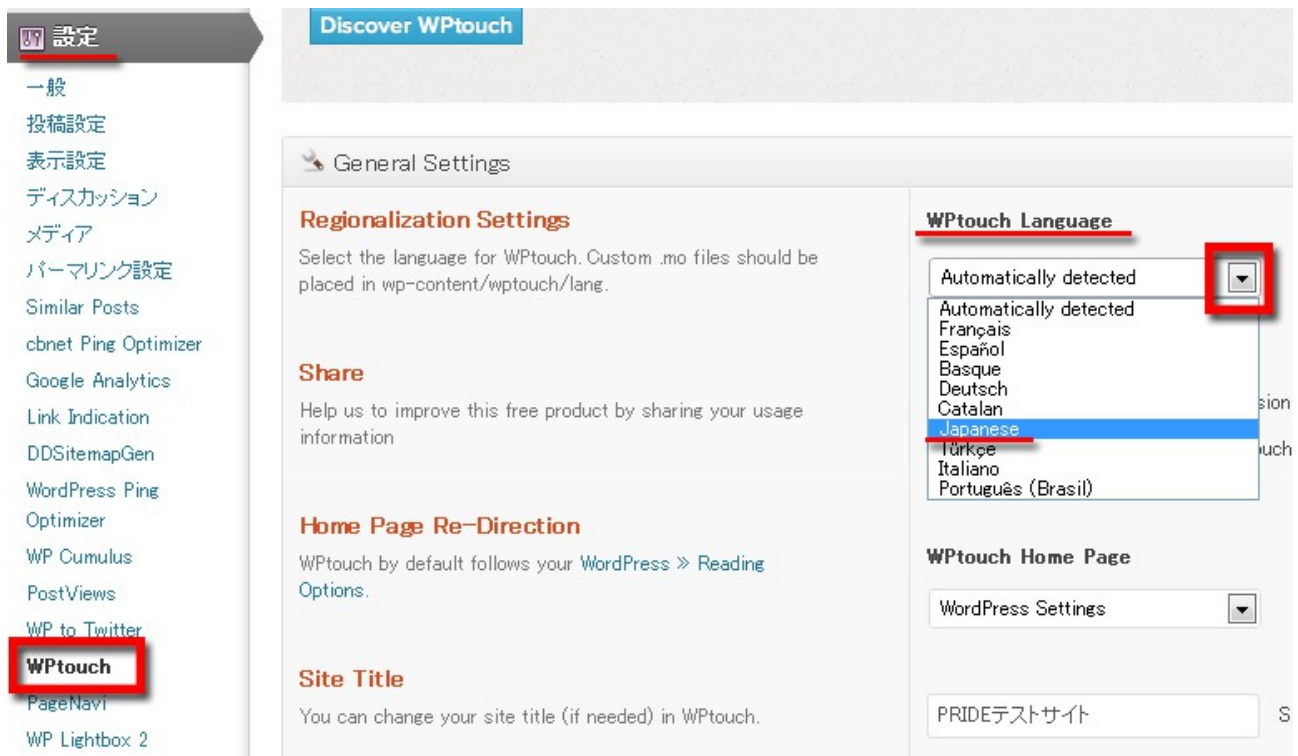 設定
一般
投稿設定
表示設定
ディスカッション
メディア
パーマリンク設定
Similar Posts
cbnet Ping Optimizer
Google Analytics
Link Indication
DDSitemapGen
WordPress Ping
Optimizer
WP Cumulus
PostViews
WP to Twitter
WPtouch
PageNavi
WP Lightbox 2
Discover WPtouch
General Settings
Regionalization Settings
Select the language for WPtouch. Custom .mo files should be
placed in wp-content/wptouch/lang.
Share
Help us to improve this free product by sharing your usage
information
Home Page Re-Direction
WPtouch by default follows your WordPress » Reading
Options.
Site Title
You can change your site title (if needed) in WPtouch.
WPtouch Language
Automatically detected
Automatically detected
Français
Español
Basque
Deutsch
Catalan
Japanese
Türkçe
Italiano
Português (Brasil)
sion
uch
WPtouch Home Page
WordPress Settings
PRIDEテストサイト
S